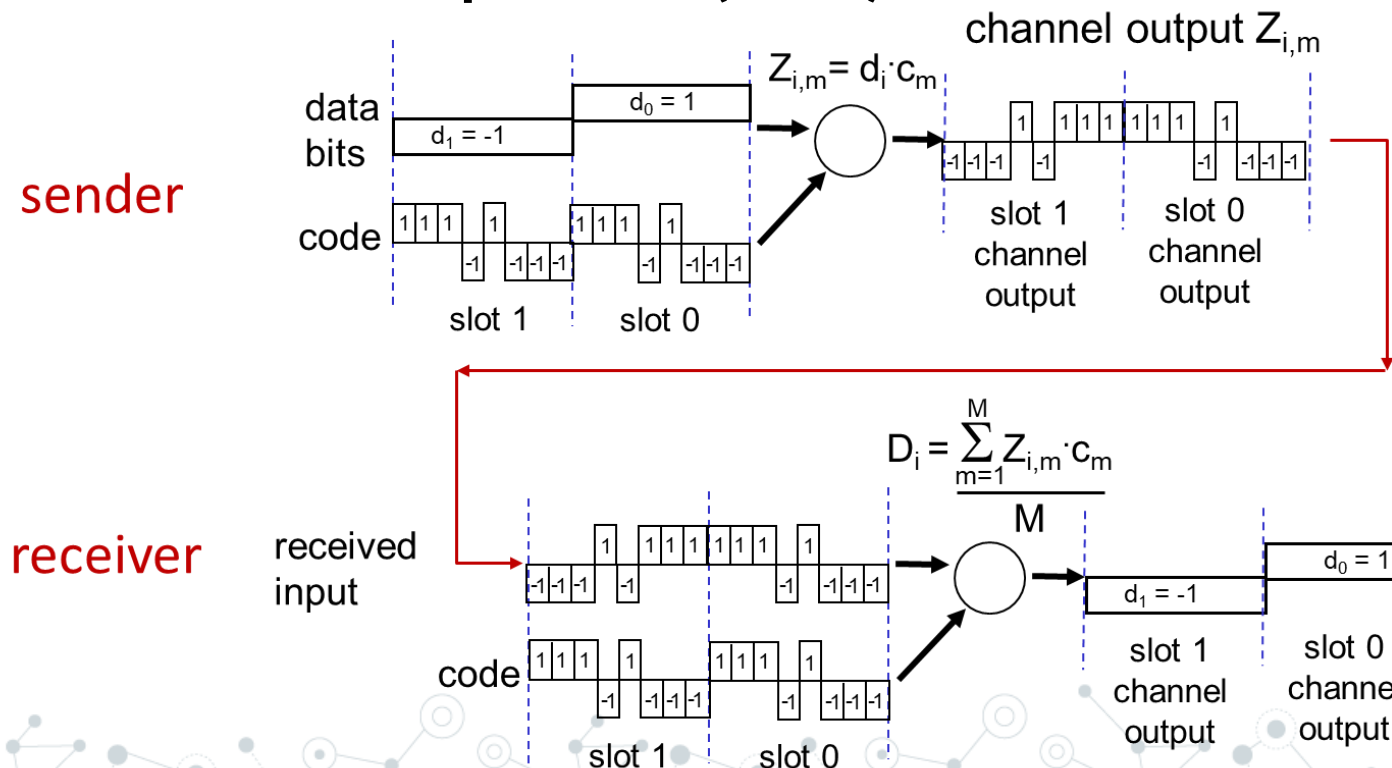 channel output Z_i,m
Z_i,m = d_i · c_m
data
bits
d_1 = -1
d_0 = 1
sender
code
1 1 1 -1 1 -1 -1 -1
1 1 1 -1 1 -1 -1 -1
slot 1
slot 0
-1 -1 -1 1 -1 1 1 1
1 1 1 -1 1 -1 -1 -1
slot 1
channel
output
slot 0
channel
output
receiver
received
input
-1 -1 -1 1 -1 1 1 1
1 1 1 -1 1 -1 -1 -1
code
1 1 1 -1 1 -1 -1 -1
1 1 1 -1 1 -1 -1 -1
slot 1
slot 0
M
D_i = Σ Z_i,m · c_m
m=1
M
d_1 = -1
d_0 = 1
slot 1
channel
output
slot 0
channe
output